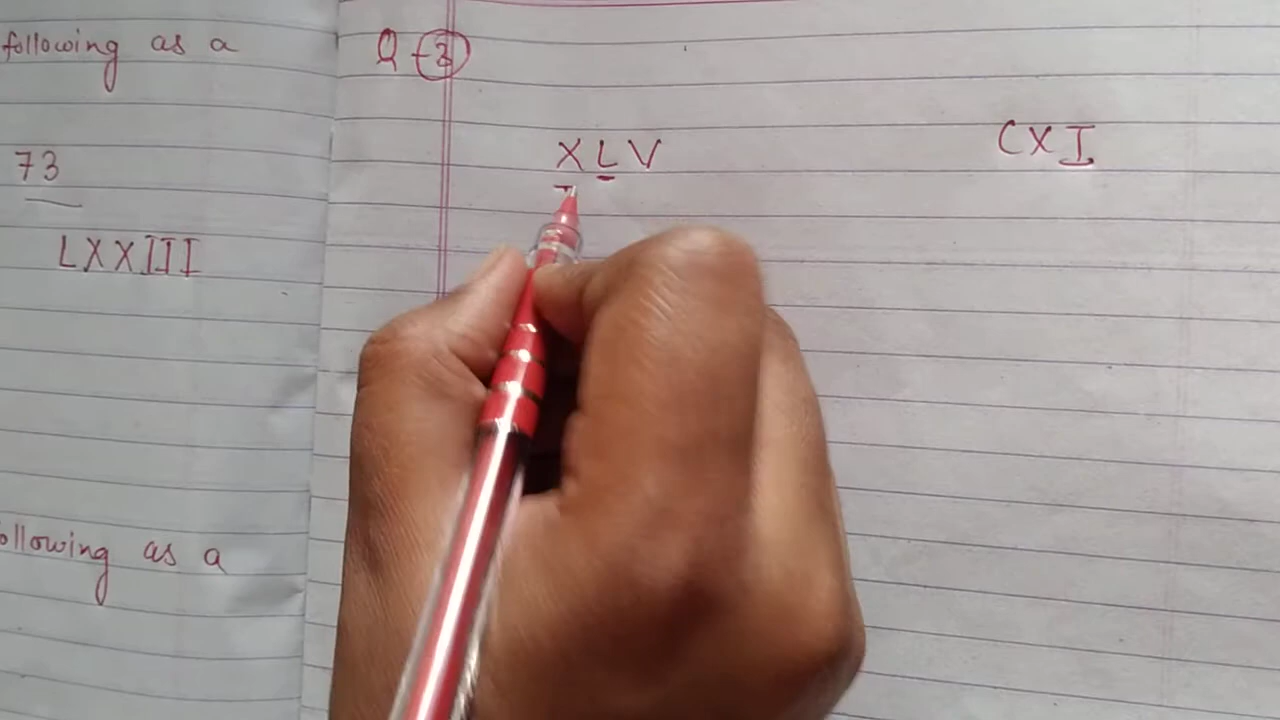 following as a
73
LXXIII
ollowing as a
Q-3
XLV
CXI